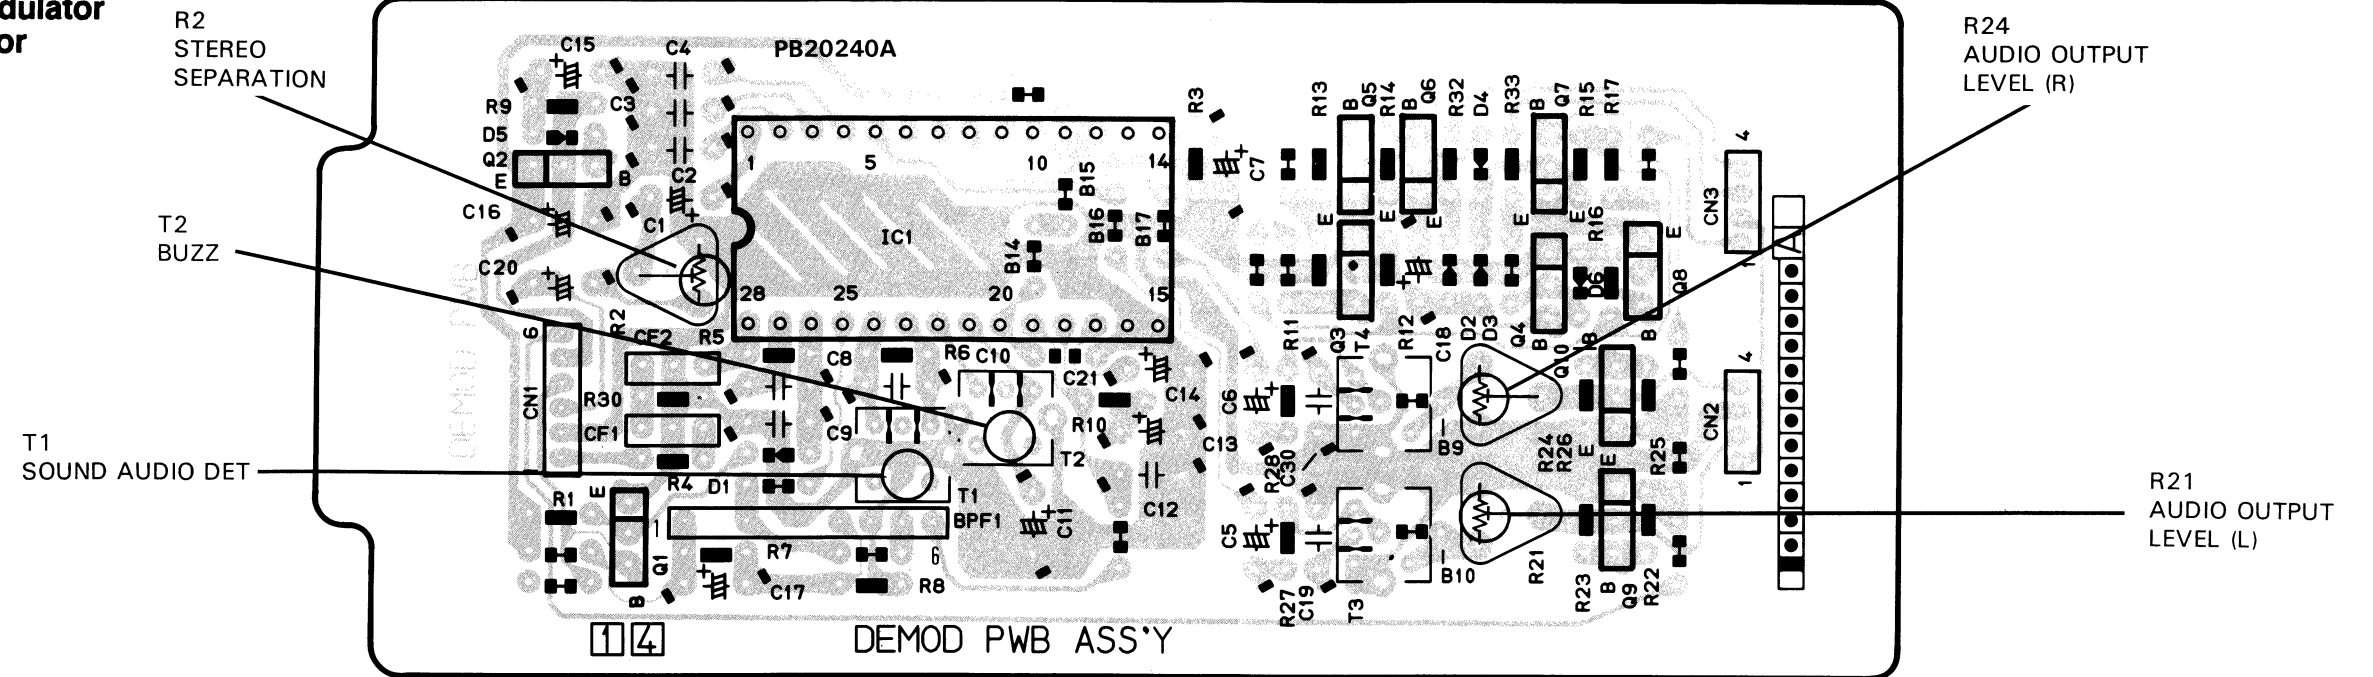 dulator
or
R2
STEREO
SEPARATION
T2
BUZZ
T1
SOUND AUDIO DET
R24
AUDIO OUTPUT
LEVEL (R)
R21
AUDIO OUTPUT
LEVEL (L)
PB20240A
C15
C4
R9
C3
D5
Q2
E
B
C2
C16
C1
C20
R2
CF2
R5
6
CN1
R30
CF1
R4
D1
R1
E
Q1
B
1
BPF1
6
R7
R8
C17
1
5
10
14
IC1
28
25
20
15
B15
B16
B17
B14
C8
R6
C10
C21
C14
C9
R10
T2
T1
C13
C12
C11
R3
C7
R13
B
Q5
R14
B
Q6
R32
D4
R33
B
Q7
R15
R17
E
E
E
E
E
R16
E
Q8
B
D6
R11
Q3
T4
R12
C18
D2
D3
Q4
B
Q10
B
C6
R28
C30
B9
R24
R26
E
E
R25
C5
R27
C19
T3
B10
R21
R23
B
Q9
R22
CN3
4
1
CN2
4
1
A
DEMOD PWB
1 4
DEMOD PWB ASS'Y